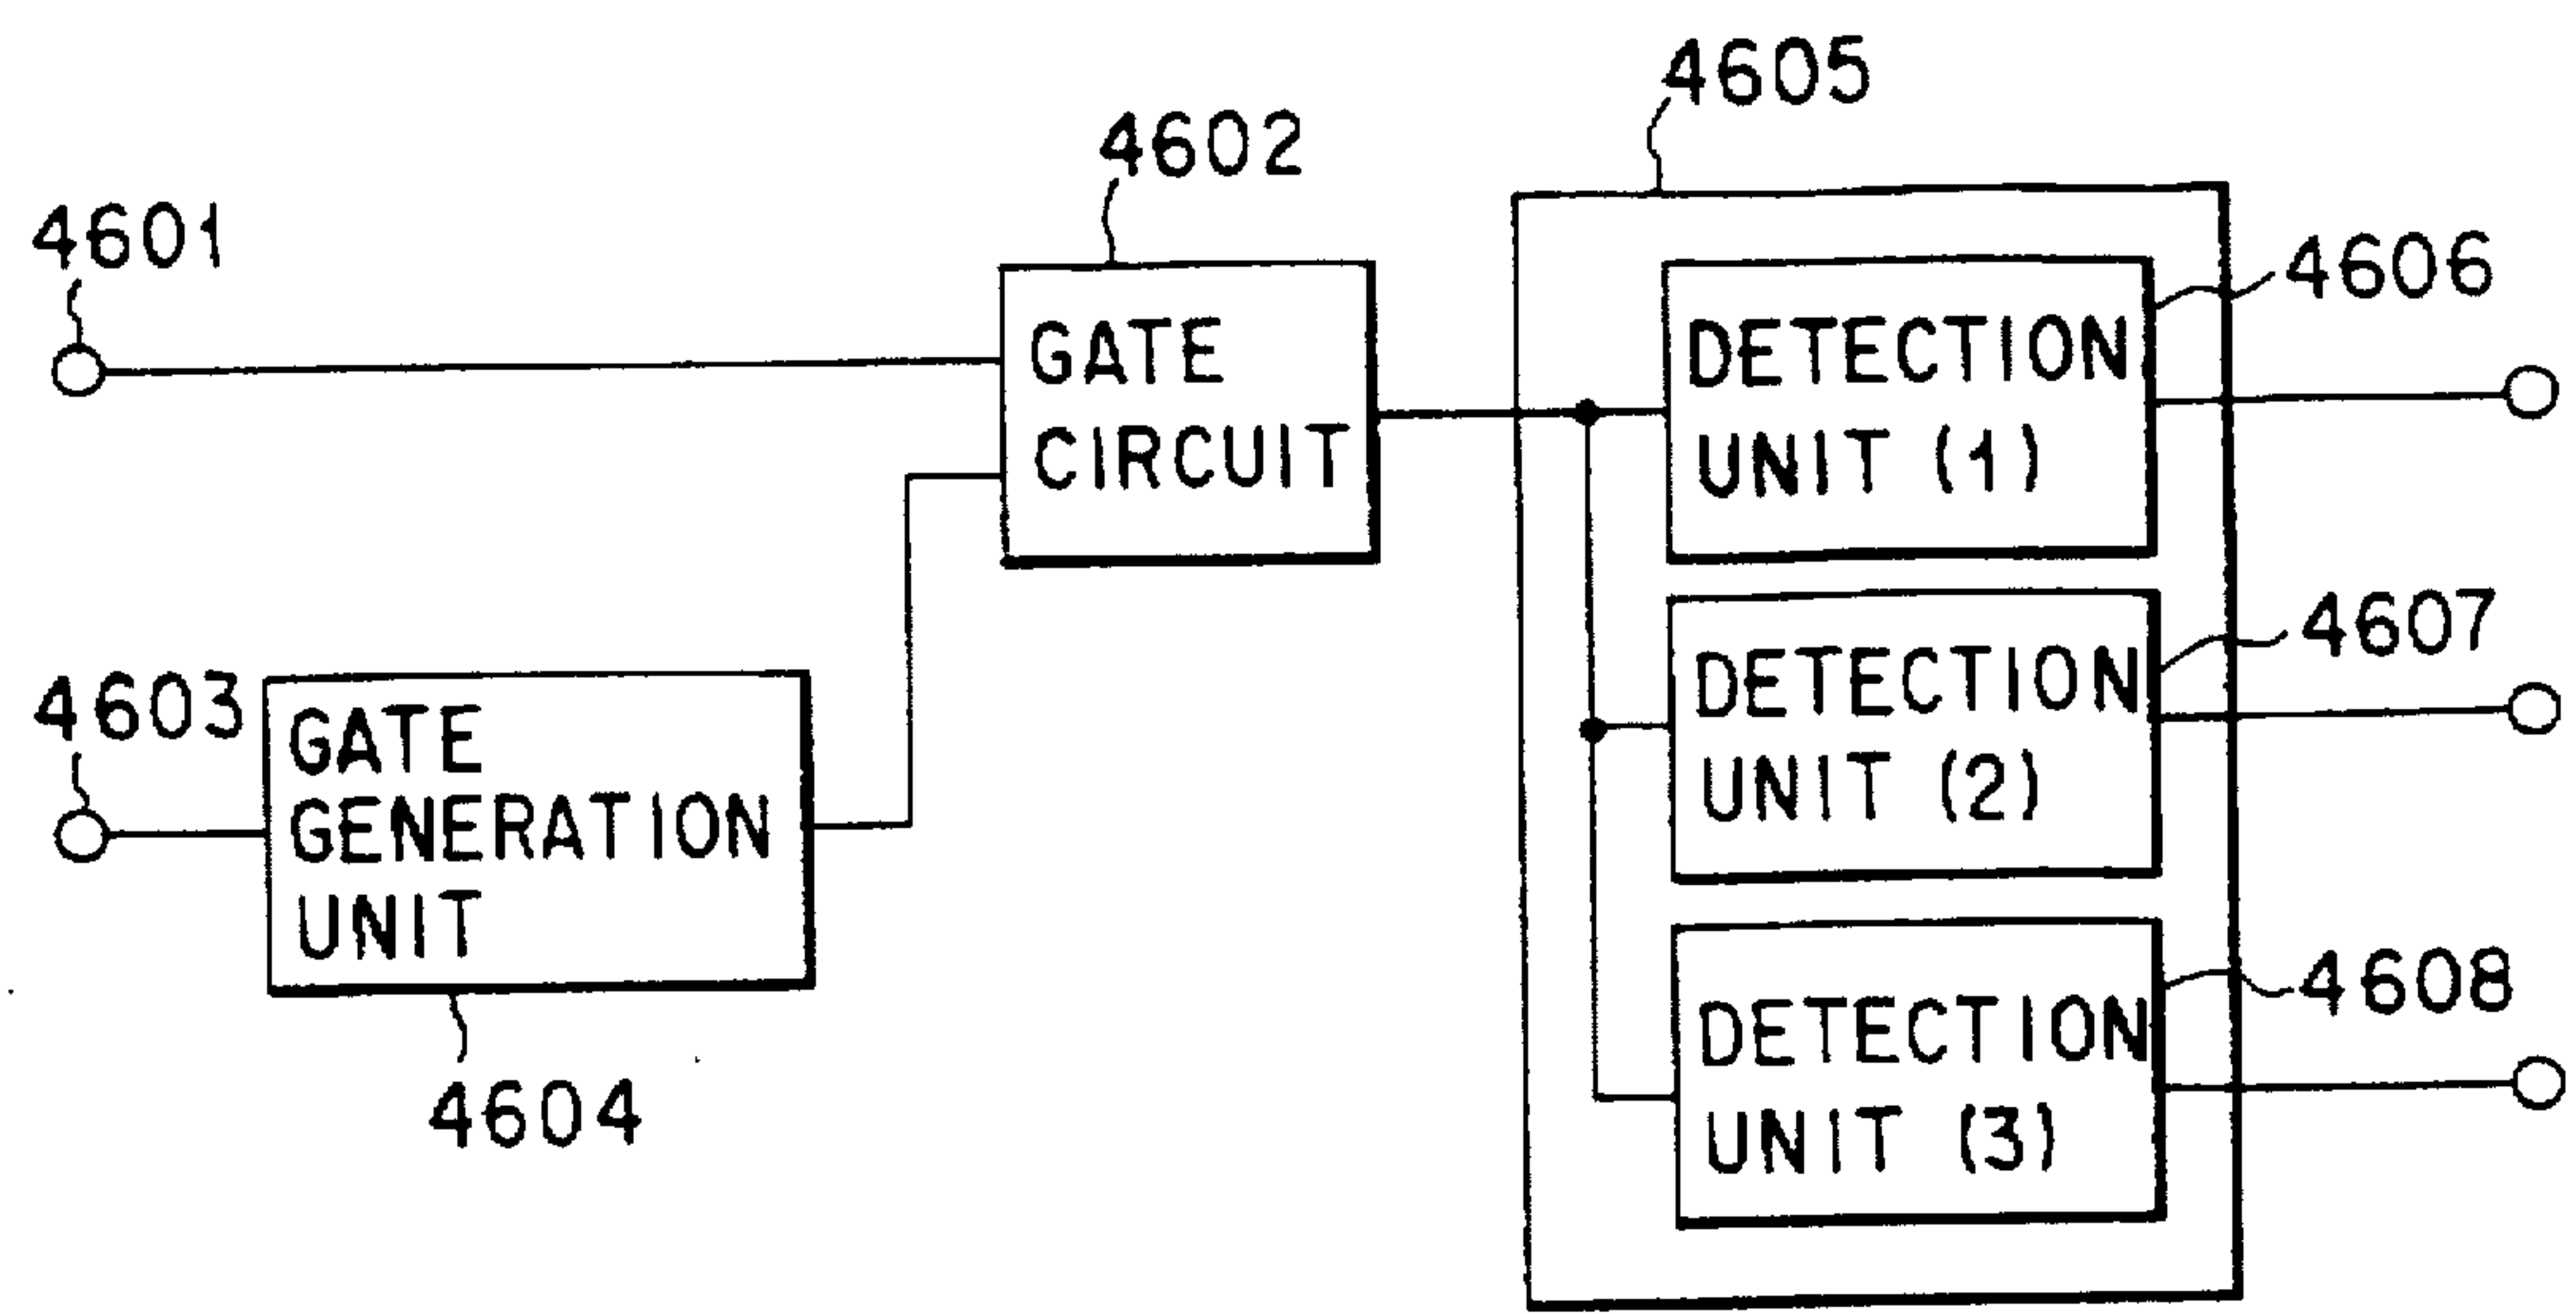 4605
4602
4601
4606
GATE
CIRCUIT
DETECTION
UNIT (1)
4607
4603
GATE
GENERATION
UNIT
DETECTION
UNIT (2)
4608
4604
DETECTION
UNIT (3)